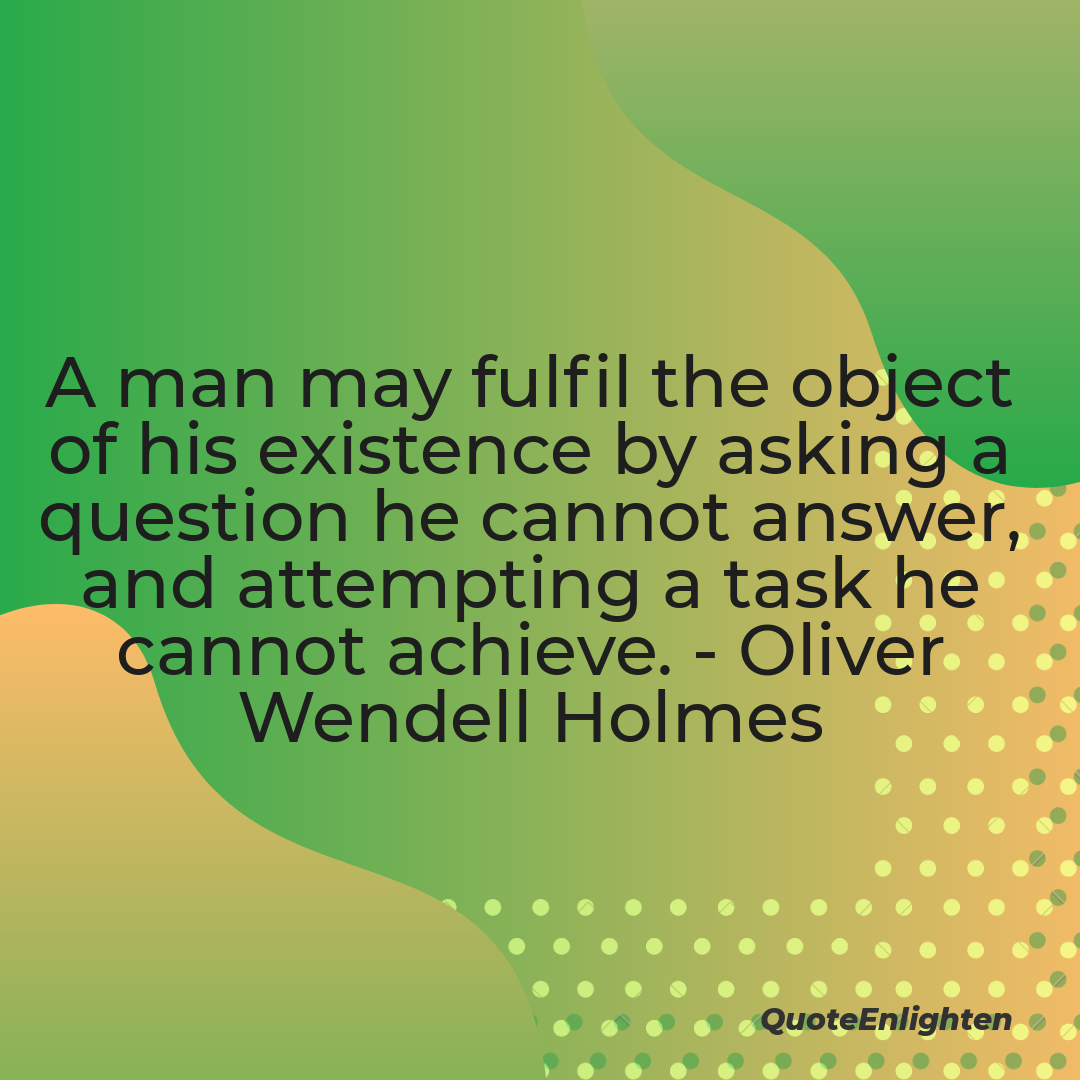 A man may fulfil the object
of his existence by asking a
question he cannot answer,
and attempting a task he
cannot achieve. - Oliver
Wendell Holmes
QuoteEnlighten